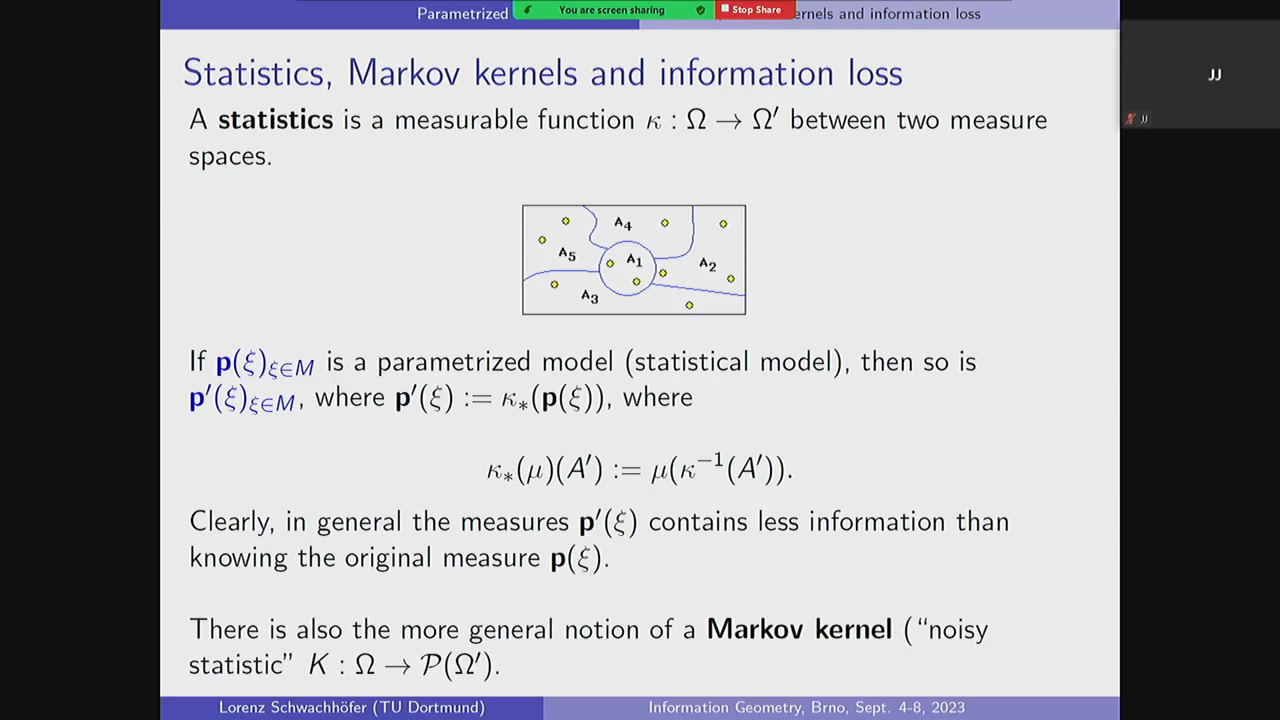 Parametrized
You are screen sharing
Stop Share
ernels and information loss
JJ
JJ
Statistics, Markov kernels and information loss
A statistics is a measurable function κ : Ω → Ω′ between two measure
spaces.
A4
A5
A1
A2
A3
If p(ξ)ξ∈M is a parametrized model (statistical model), then so is
p′(ξ)ξ∈M, where p′(ξ) := κ∗(p(ξ)), where
κ∗(μ)(A′) := μ(κ−1(A′)).
Clearly, in general the measures p′(ξ) contains less information than
knowing the original measure p(ξ).
There is also the more general notion of a Markov kernel (“noisy
statistic” K : Ω → P(Ω′).
Lorenz Schwachhöfer (TU Dortmund)
Information Geometry, Brno, Sept. 4-8, 2023